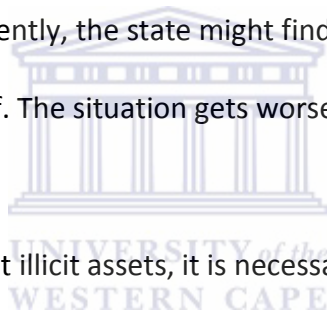 ently, the state might find
. The situation gets worse
t illicit assets, it is necessa
UNIVERSITY of the
WESTERN CAPE